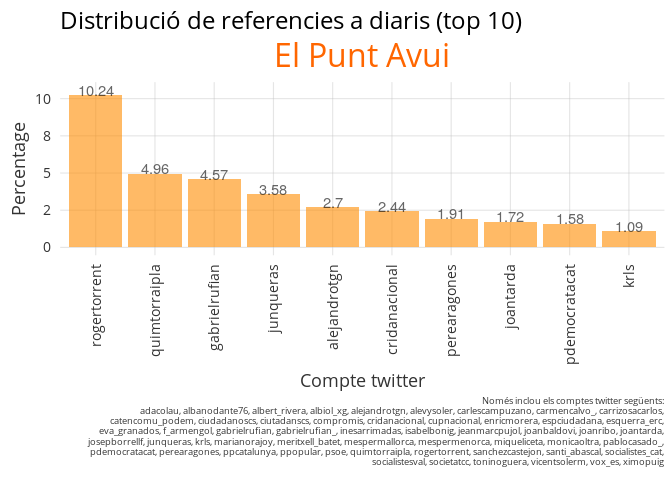 Distribució de referencies a diaris (top 10)
El Punt Avui
Percentage
10
8
5
2
0
10.24
4.96
4.57
3.58
2.7
2.44
1.91
1.72
1.58
1.09
rogertorrent
quimtorraipla
gabrielrufian
junqueras
alejandrotgn
cridanacional
perearagones
joantarda
pdemocratacat
krls
Compte twitter
Només inclou els comptes twitter següents:
adacolau, albanodante76, albert_rivera, albiol_xg, alejandrotgn, alevysoler, carlescampuzano, carmencalvo_, carrizosacarlos,
catencomu_podem, ciutadanoscs, ciutadanscs, compromis, cridanacional, cupnacional, enricmorera, espciudadana, esquerra_erc,
eva_granados, f_armengol, gabrielrufian, gabrielrufian_, inesarrimadas, isabelbonig, jeanmarcpujol, joanbaldovi, joanribo, joantarda,
josepborrellf, junqueras, krls, marianorajoy, meritxell_batet, mespermallorca, mespermenorca, miqueliceta, monicaoltra, pablocasado_,
pdemocratacat, perearagones, ppcatalunya, ppopular, psoe, quimtorraipla, rogertorrent, sanchezcastejon, santi_abascal, socialistes_cat,
socialistesval, societatcc, toninoguera, vicentsolerm, vox_es, ximopuig